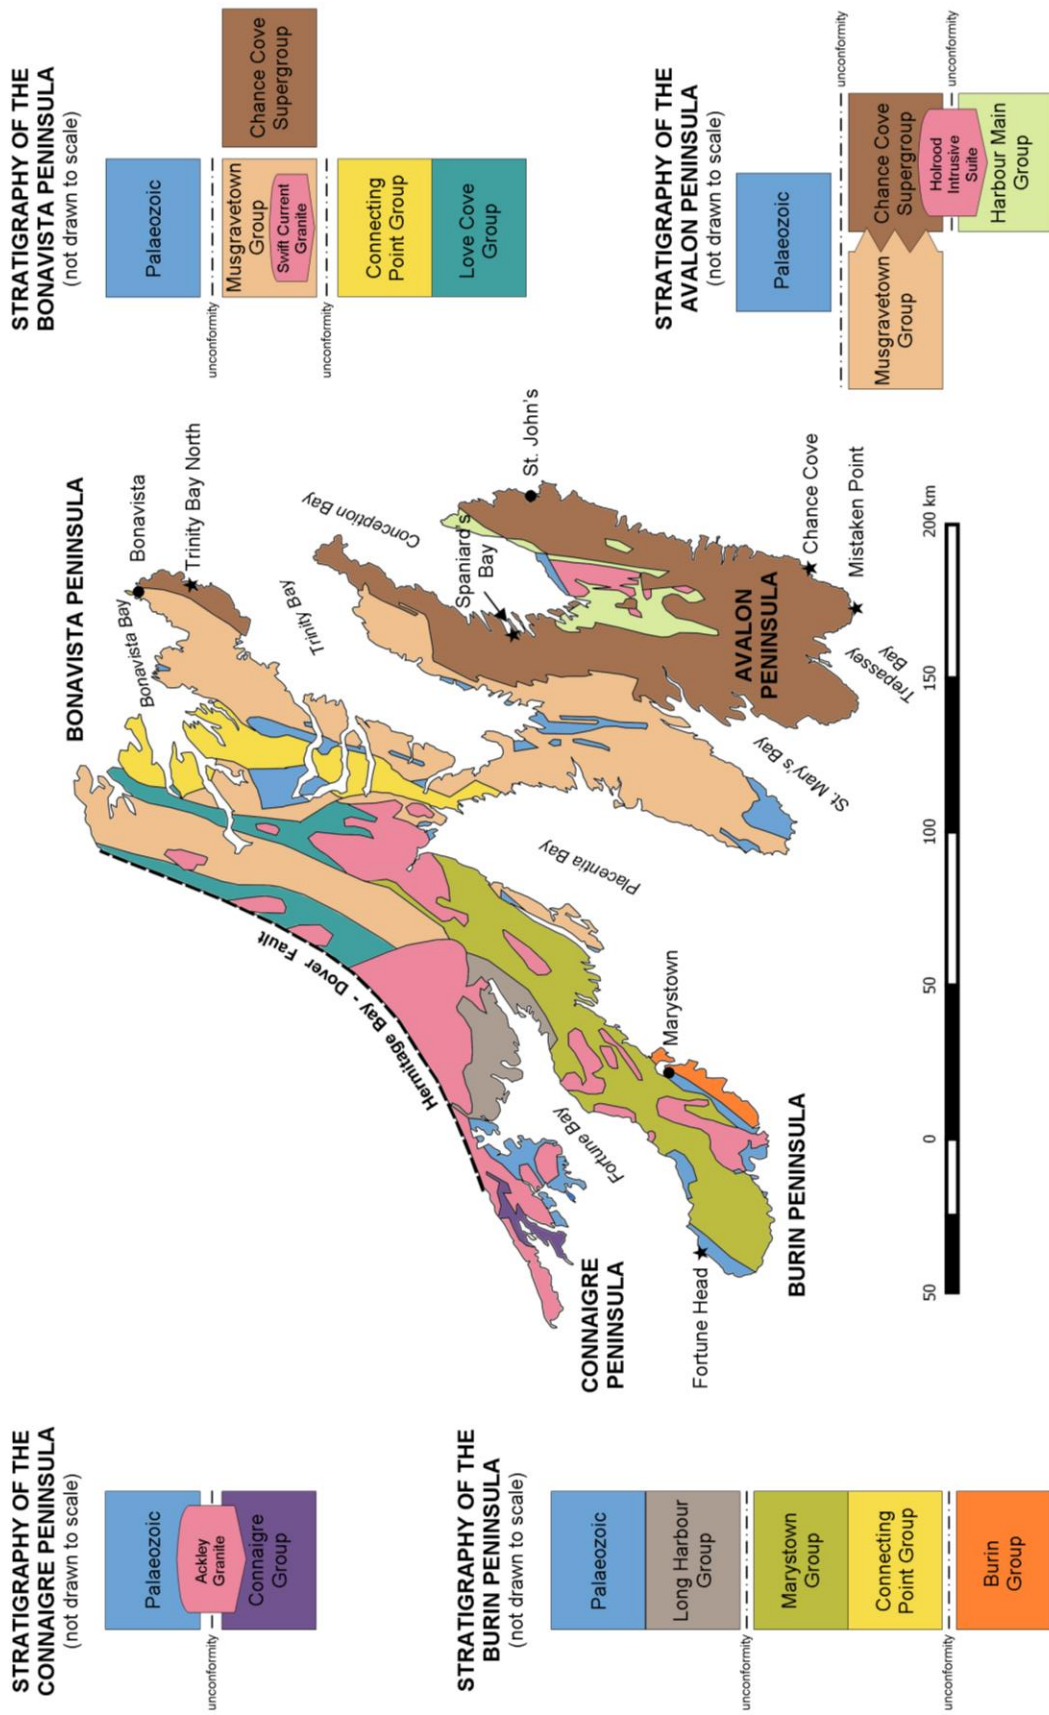 STRATIGRAPHY OF THE
CONNAIGRE PENINSULA
(not drawn to scale)
Palaeozoic
Ackley
Granite
unconformity
Connaigre
Group
STRATIGRAPHY OF THE
BURIN PENINSULA
(not drawn to scale)
Palaeozoic
Long Harbour
Group
unconformity
Marystown
Group
Connecting
Point Group
unconformity
Burin
Group
BONAVISTA PENINSULA
Bonavista
Trinity Bay North
Bonavista Bay
Trinity Bay
Conception Bay
Hermitage Bay - Dover Fault
Spaniard's
Bay
St. John's
CONNAIGRE
PENINSULA
Fortune Bay
Placentia Bay
Marystown
Fortune Head
BURIN PENINSULA
St. Mary's Bay
AVALON
PENINSULA
Trepassey
Bay
Chance Cove
Mistaken Point
50
0
50
100
150
200 km
STRATIGRAPHY OF THE
BONAVISTA PENINSULA
(not drawn to scale)
Palaeozoic
unconformity
Musgravetown
Group
Swift Current
Granite
Chance Cove
Supergroup
unconformity
Connecting
Point Group
Love Cove
Group
STRATIGRAPHY OF THE
AVALON PENINSULA
(not drawn to scale)
Palaeozoic
unconformity
Musgravetown
Group
Chance Cove
Supergroup
Holrood
Intrusive
Suite
unconformity
Harbour Main
Group